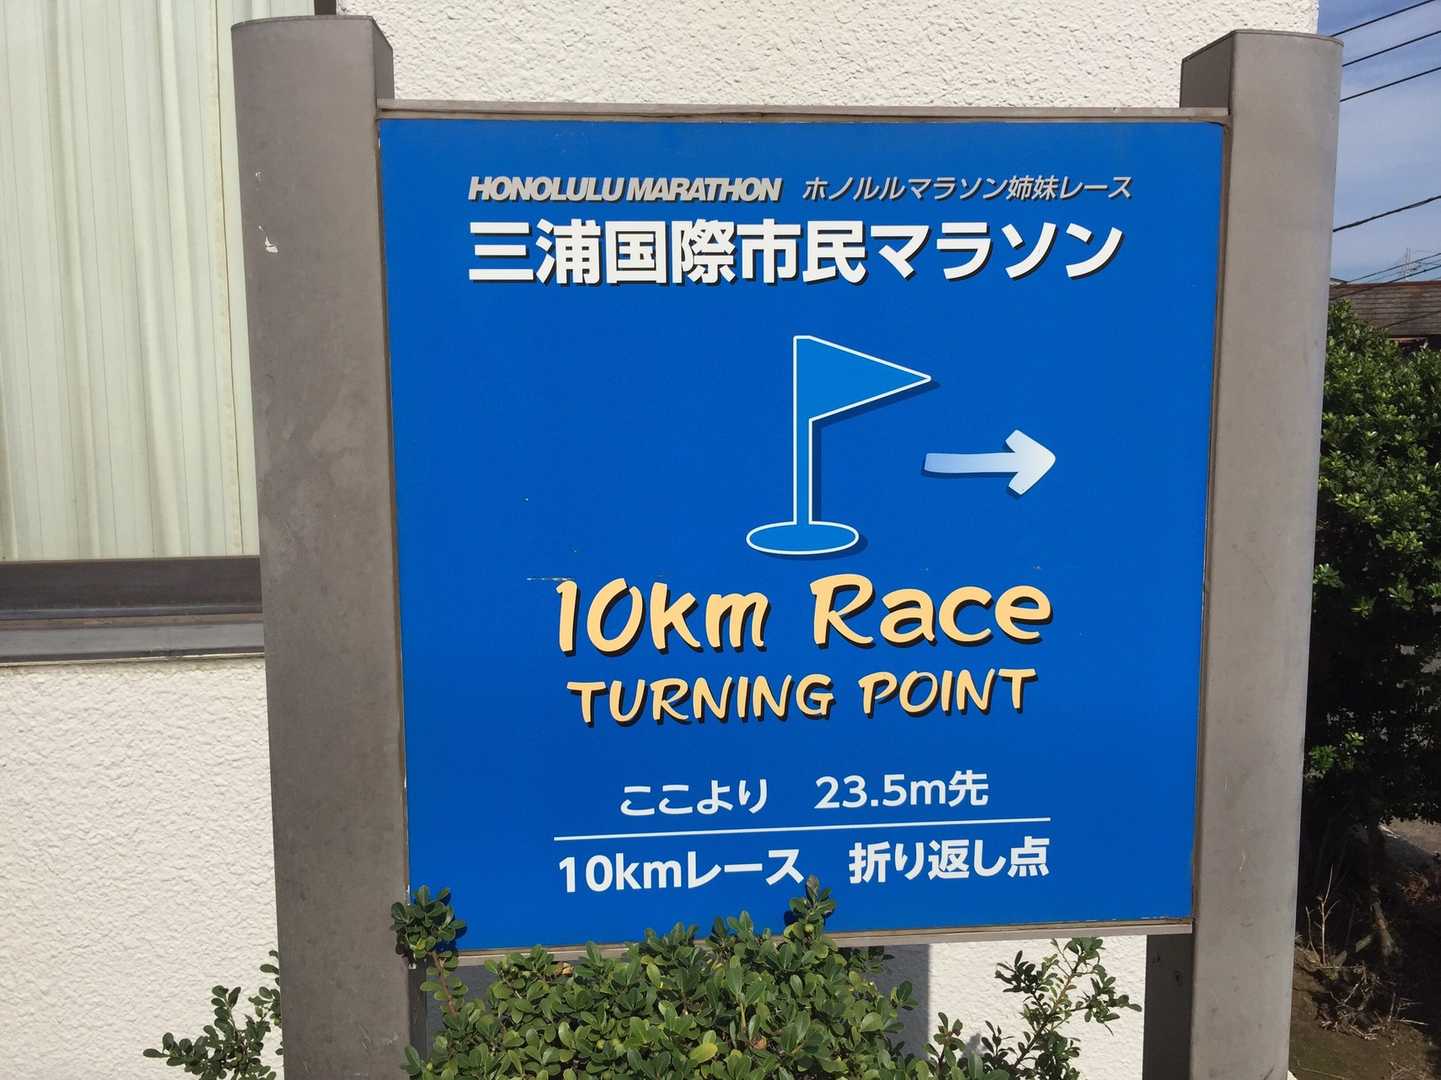 HONOLULU MARATHON ホノルルマラソン姉妹レース
三浦国際市民マラソン
10km Race
TURNING POINT
ここより 23.5m先
10kmレース 折り返し点